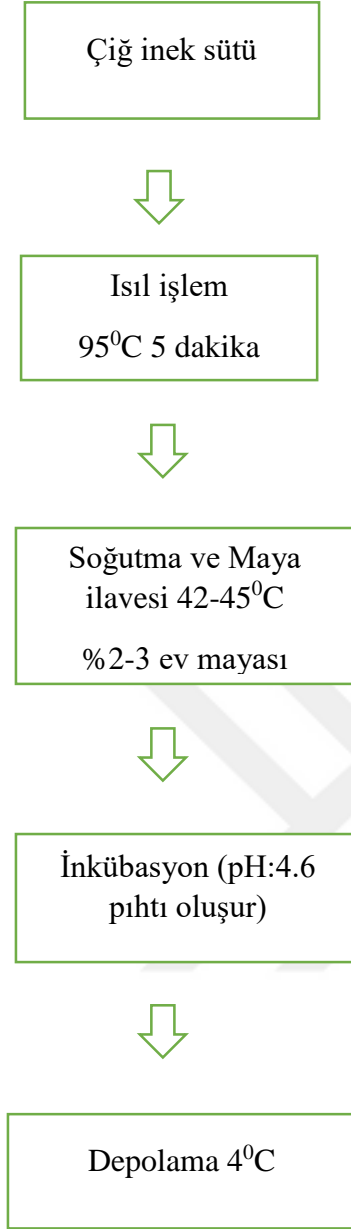 Çiğ inek sütü
Isıl işlem
95⁰C 5 dakika
Soğutma ve Maya
ilavesi 42-45⁰C
%2-3 ev mayası
İnkübasyon (pH:4.6
pıhtı oluşur)
Depolama 4⁰C